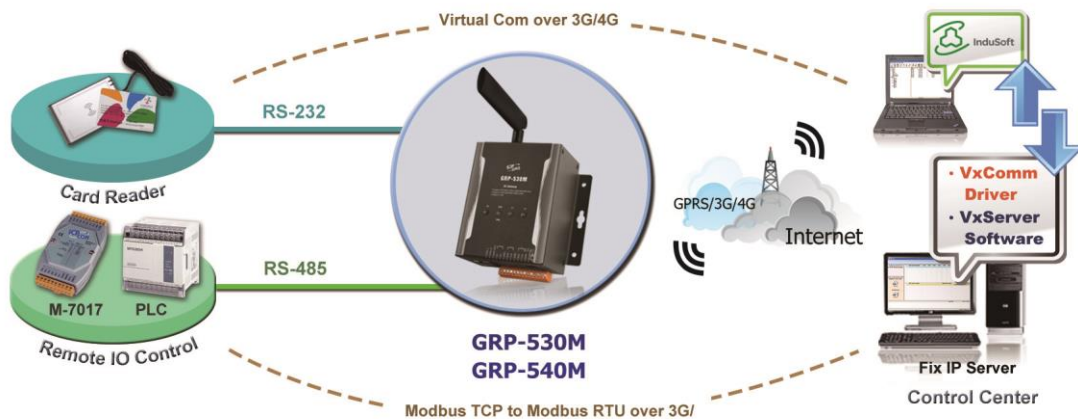 Virtual Com over 3G/4G
InduSoft
RS-232
GRP-530M
Card Reader
VxComm
Driver
VxServer
Software
GPRS/3G/4G
Internet
RS-485
M-7017
PLC
Remote IO Control
GRP-530M
GRP-540M
Fix IP Server
Control Center
Modbus TCP to Modbus RTU over 3G/